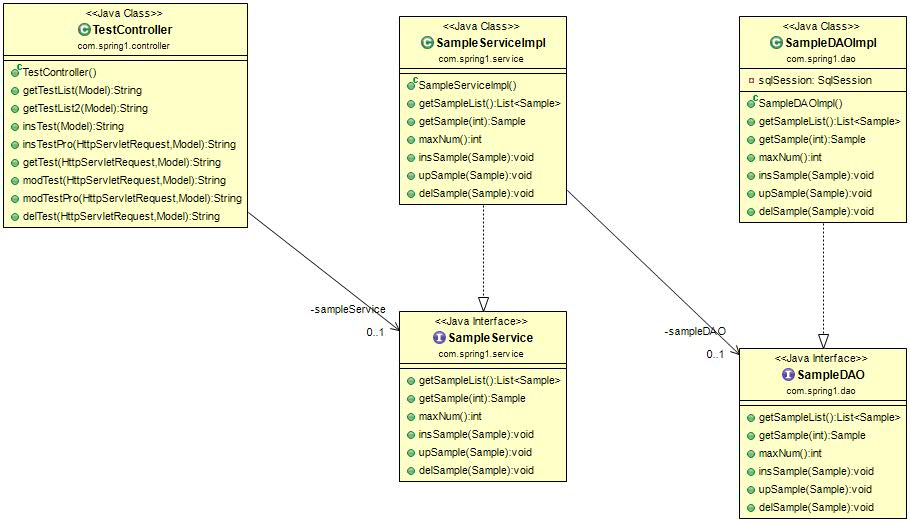 <<Java Class>>
TestController
com.spring1.controller
TestController()
getTestList(Model):String
getTestList2(Model):String
insTest(Model):String
insTestPro(HttpServletRequest,Model):String
getTest(HttpServletRequest,Model):String
modTest(HttpServletRequest,Model):String
modTestPro(HttpServletRequest,Model):String
delTest(HttpServletRequest,Model):String
<<Java Class>>
SampleServiceImpl
com.spring1.service
SampleServiceImpl()
getSampleList():List<Sample>
getSample(int):Sample
maxNum():int
insSample(Sample):void
upSample(Sample):void
delSample(Sample):void
<<Java Class>>
SampleDAOImpl
com.spring1.dao
sqlSession: SqlSession
SampleDAOImpl()
getSampleList():List<Sample>
getSample(int):Sample
maxNum():int
insSample(Sample):void
upSample(Sample):void
delSample(Sample):void
-sampleService
0..1
<<Java Interface>>
SampleService
com.spring1.service
getSampleList():List<Sample>
getSample(int):Sample
maxNum():int
insSample(Sample):void
upSample(Sample):void
delSample(Sample):void
-sampleDAO
0..1
<<Java Interface>>
SampleDAO
com.spring1.dao
getSampleList():List<Sample>
getSample(int):Sample
maxNum():int
insSample(Sample):void
upSample(Sample):void
delSample(Sample):void